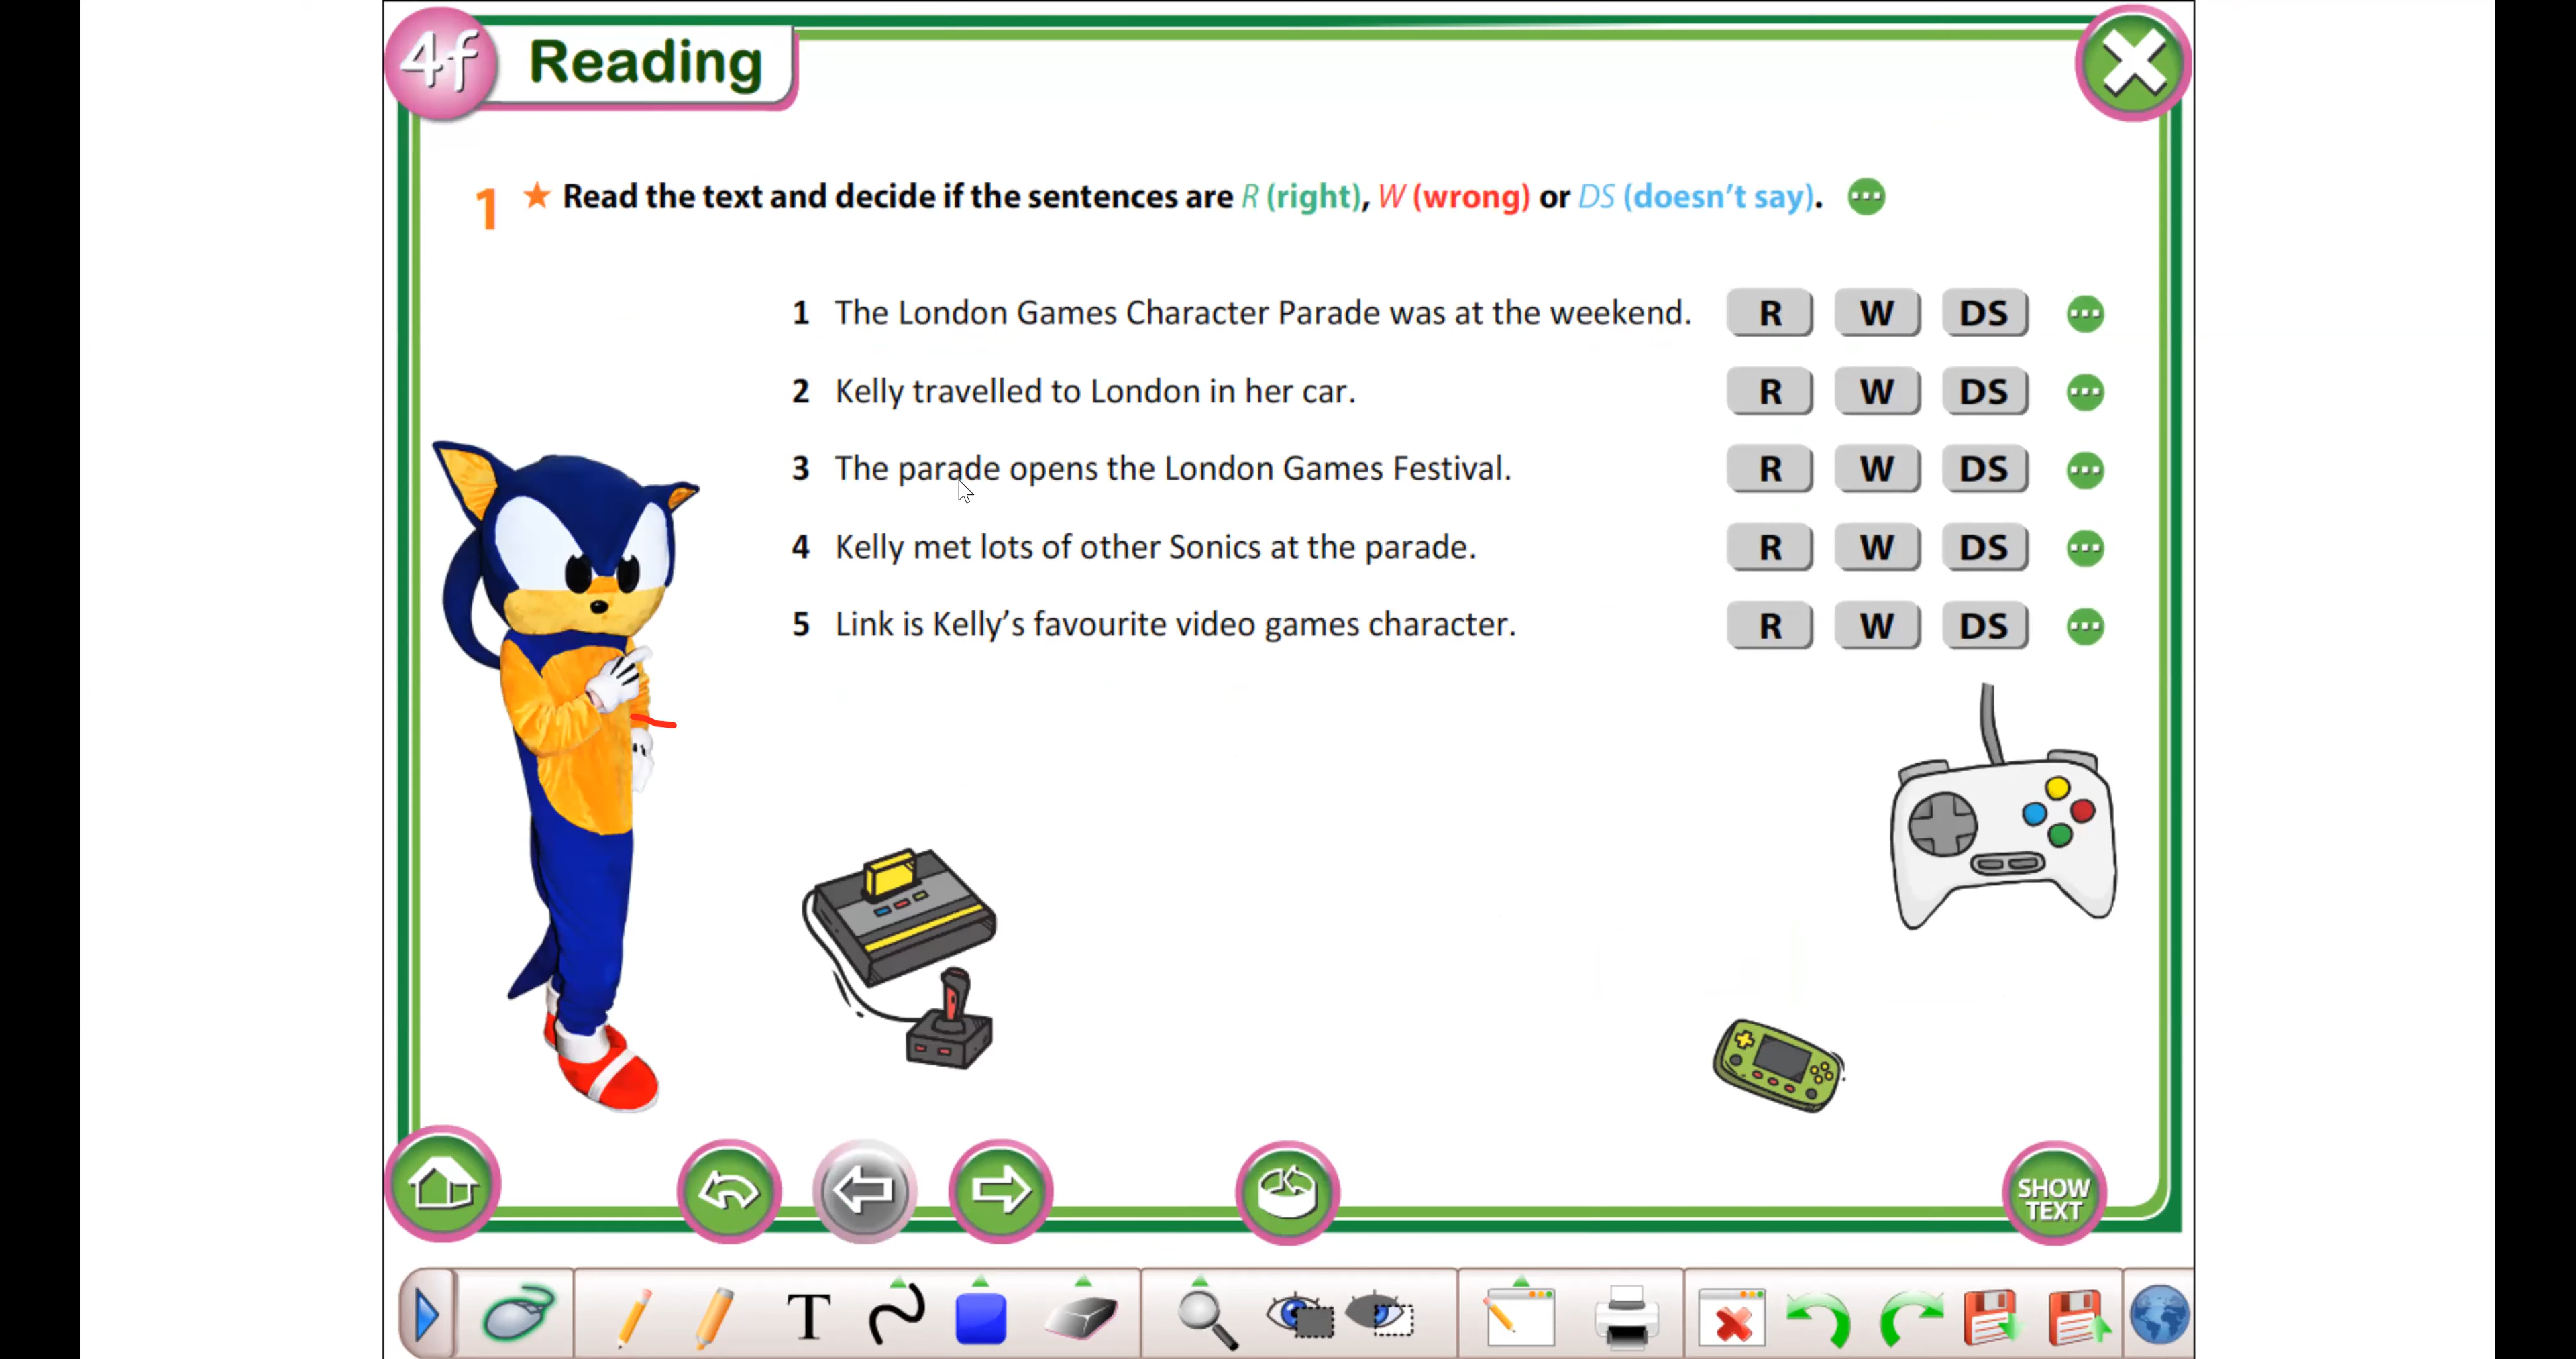 4f Reading
1 ★ Read the text and decide if the sentences are R (right), W (wrong) or DS (doesn't say).
1 The London Games Character Parade was at the weekend. R W DS
2 Kelly travelled to London in her car. R W DS
3 The parade opens the London Games Festival. R W DS
4 Kelly met lots of other Sonics at the parade. R W DS
5 Link is Kelly's favourite video games character. R W DS
SHOW
TEXT
T